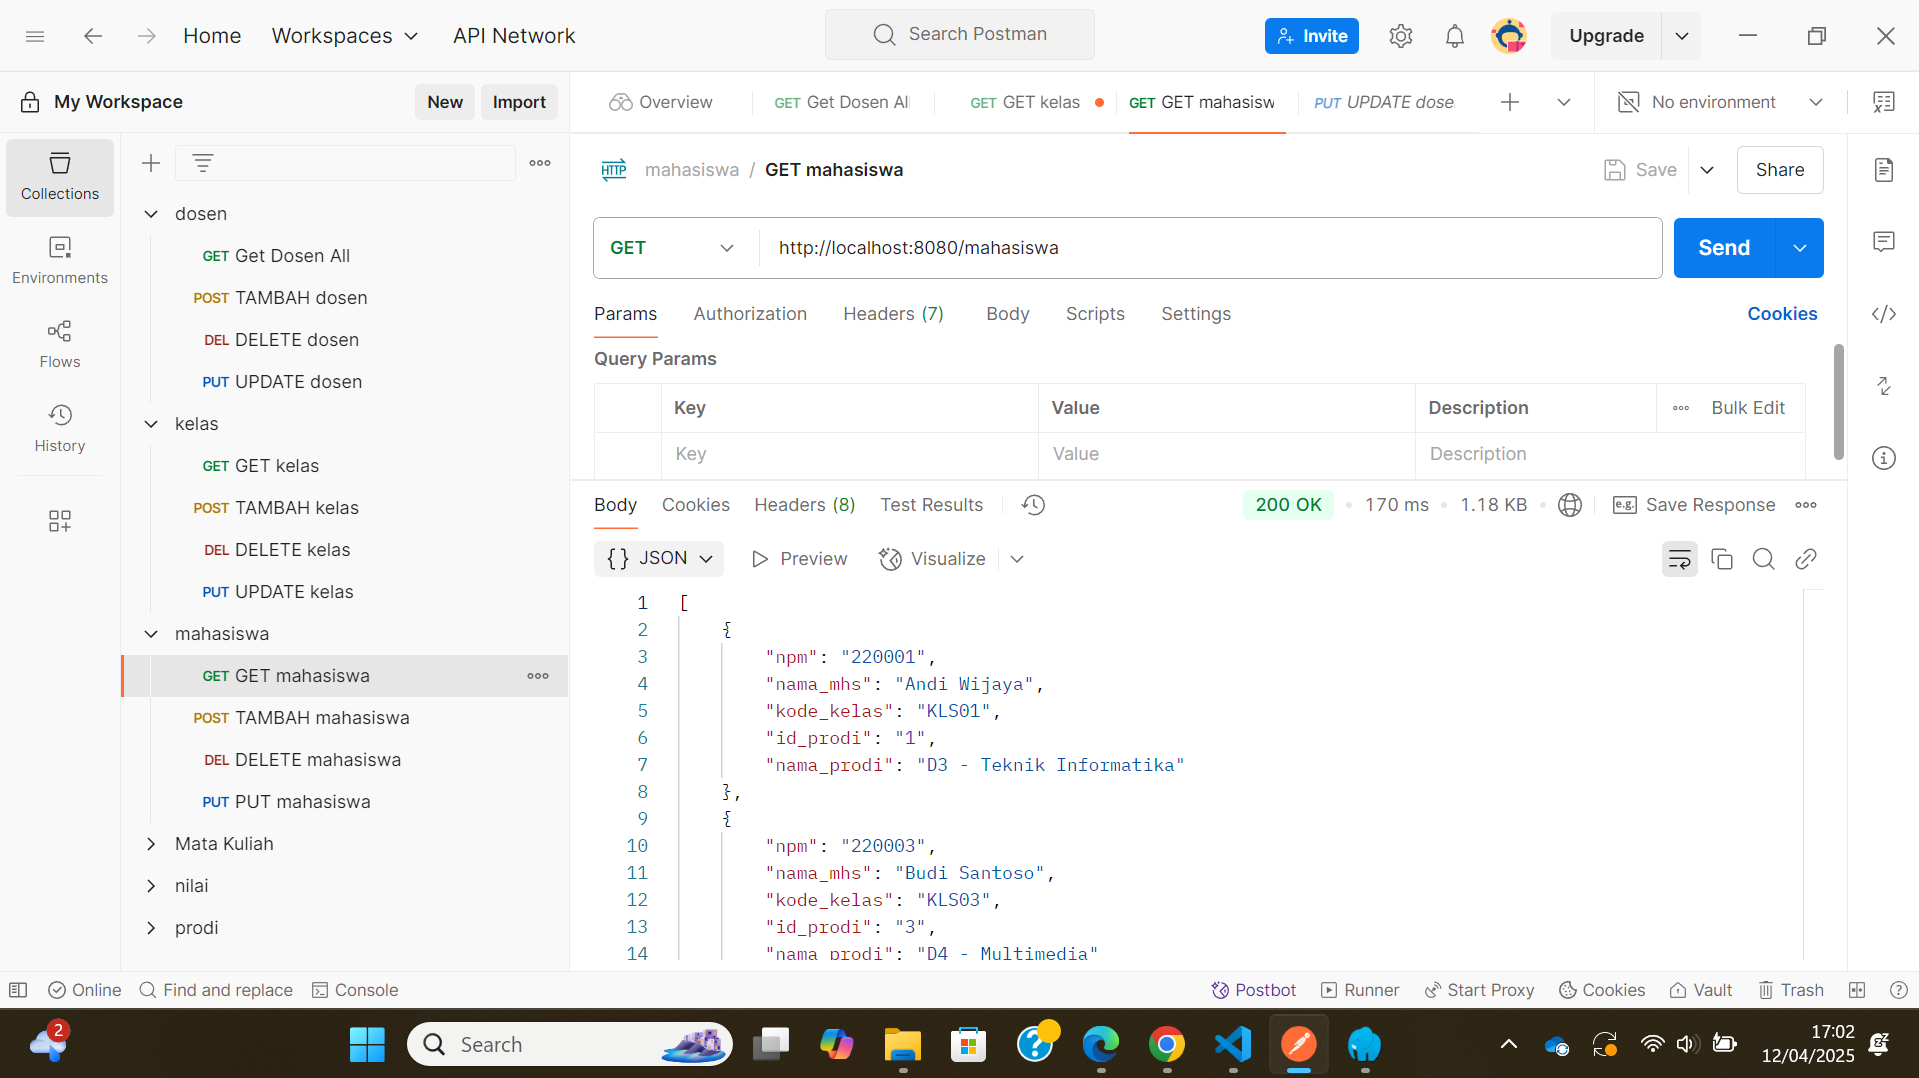 Home Workspaces API Network Search Postman Invite Upgrade
My Workspace New Import Overview GET Get Dosen Al GET GET kelas GET GET mahasisw PUT UPDATE dose No environment
Collections
Environments
Flows
History
dosen
GET Get Dosen All
POST TAMBAH dosen
DEL DELETE dosen
PUT UPDATE dosen
kelas
GET GET kelas
POST TAMBAH kelas
DEL DELETE kelas
PUT UPDATE kelas
mahasiswa
GET GET mahasiswa
POST TAMBAH mahasiswa
DEL DELETE mahasiswa
PUT PUT mahasiswa
Mata Kuliah
nilai
prodi
HTTP mahasiswa / GET mahasiswa Save Share
GET http://localhost:8080/mahasiswa Send
Params Authorization Headers (7) Body Scripts Settings Cookies
Query Params
Key Value Description Bulk Edit
Key Value Description
Body Cookies Headers (8) Test Results 200 OK 170 ms 1.18 KB e.g. Save Response
{} JSON Preview Visualize
1 [
2 {
3 "npm": "220001",
4 "nama_mhs": "Andi Wijaya",
5 "kode_kelas": "KLS01",
6 "id_prodi": "1",
7 "nama_prodi": "D3 - Teknik Informatika"
8 },
9 {
10 "npm": "220003",
11 "nama_mhs": "Budi Santoso",
12 "kode_kelas": "KLS03",
13 "id_prodi": "3",
14 "nama_prodi": "D4 - Multimedia"
Online Find and replace Console Postbot Runner Start Proxy Cookies Vault Trash
2 Search 17:02
12/04/2025